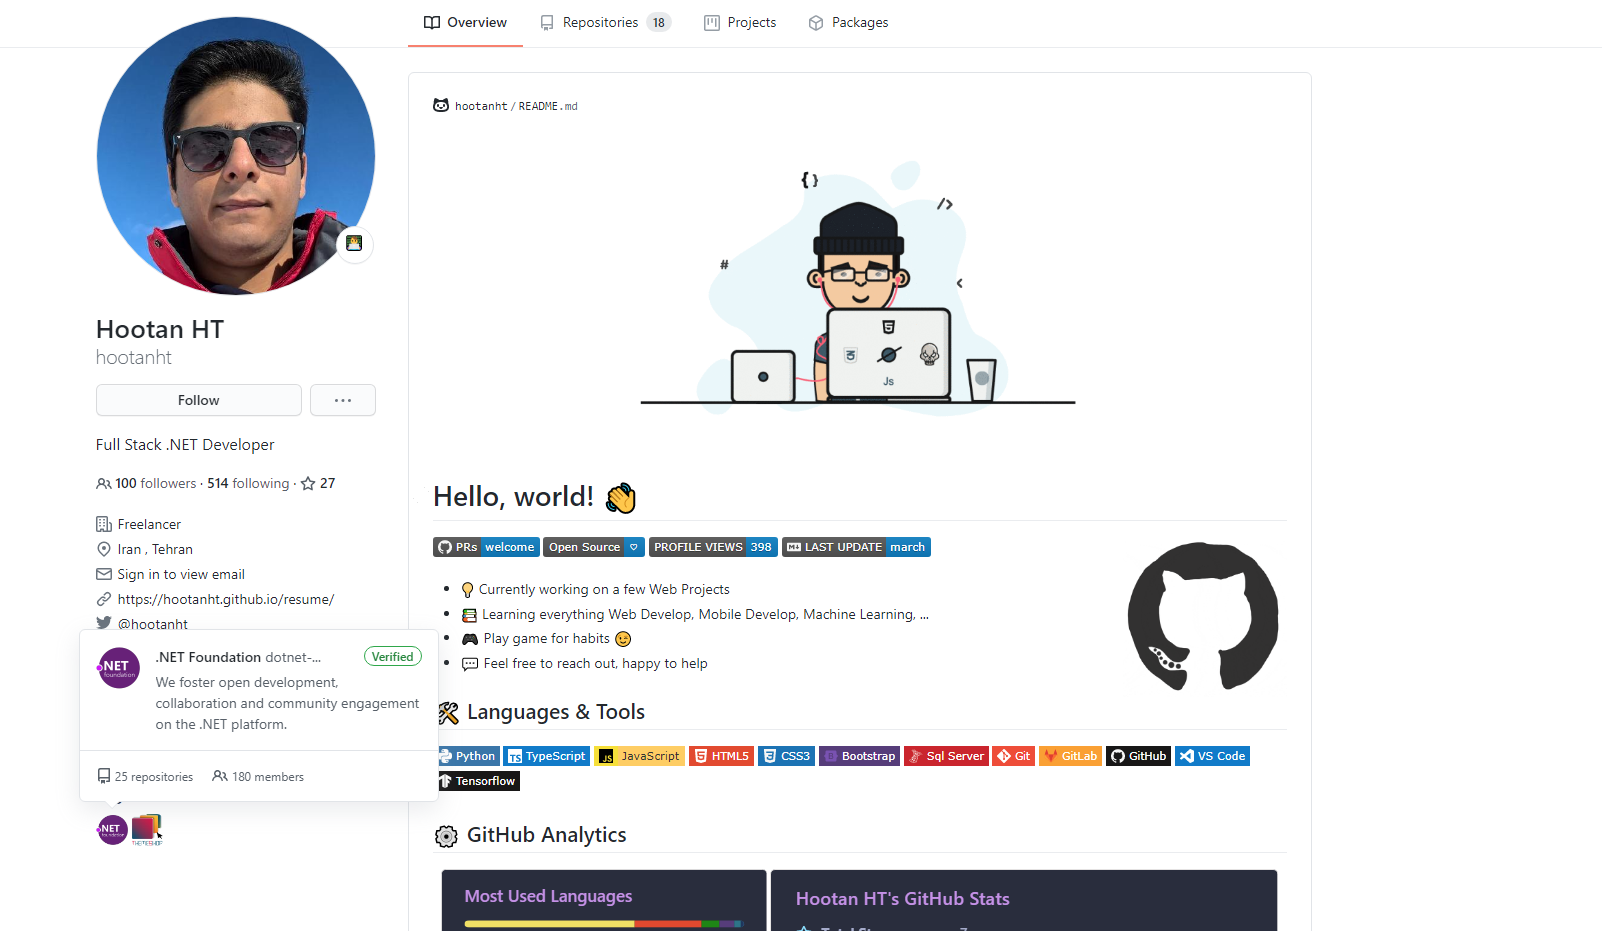 Overview
Repositories 18
Projects
Packages
hootanht / README.md
{ }
</>
#
<
Js
Hootan HT
hootanht
Follow
...
Full Stack .NET Developer
100 followers · 514 following · 27
Freelancer
Iran , Tehran
Sign in to view email
https://hootanht.github.io/resume/
@hootanht
.NET foundation
.NET Foundation dotnet-...
Verified
We foster open development,
collaboration and community engagement
on the .NET platform.
25 repositories
180 members
.NET foundation
Hello, world! 👋
PRs welcome
Open Source ♡
PROFILE VIEWS 398
LAST UPDATE march
💡 Currently working on a few Web Projects
📚 Learning everything Web Develop, Mobile Develop, Machine Learning, ...
🎮 Play game for habits 😉
💬 Feel free to reach out, happy to help
🛠 Languages & Tools
Python
TS TypeScript
JS JavaScript
HTML5
CSS3
Bootstrap
Sql Server
Git
GitLab
GitHub
VS Code
Tensorflow
⚙️ GitHub Analytics
Most Used Languages
Hootan HT's GitHub Stats